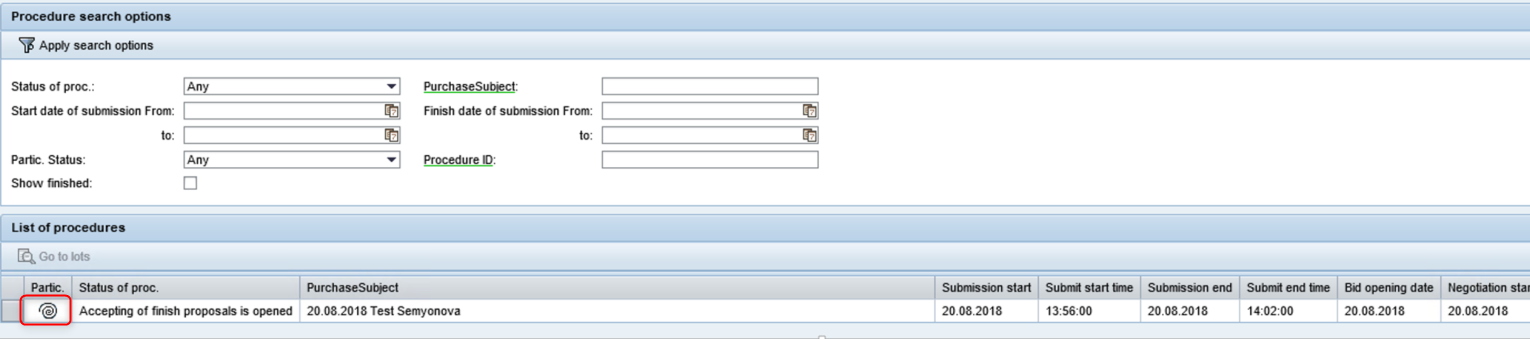 Procedure search options
Apply search options
Status of proc.: Any PurchaseSubject:
Start date of submission From: Finish date of submission From:
to: to:
Partic. Status: Any Procedure ID:
Show finished:
List of procedures
Go to lots
Partic. Status of proc. PurchaseSubject Submission start Submit start time Submission end Submit end time Bid opening date Negotiation star
Accepting of finish proposals is opened 20.08.2018 Test Semyonova 20.08.2018 13:56:00 20.08.2018 14:02:00 20.08.2018 20.08.2018